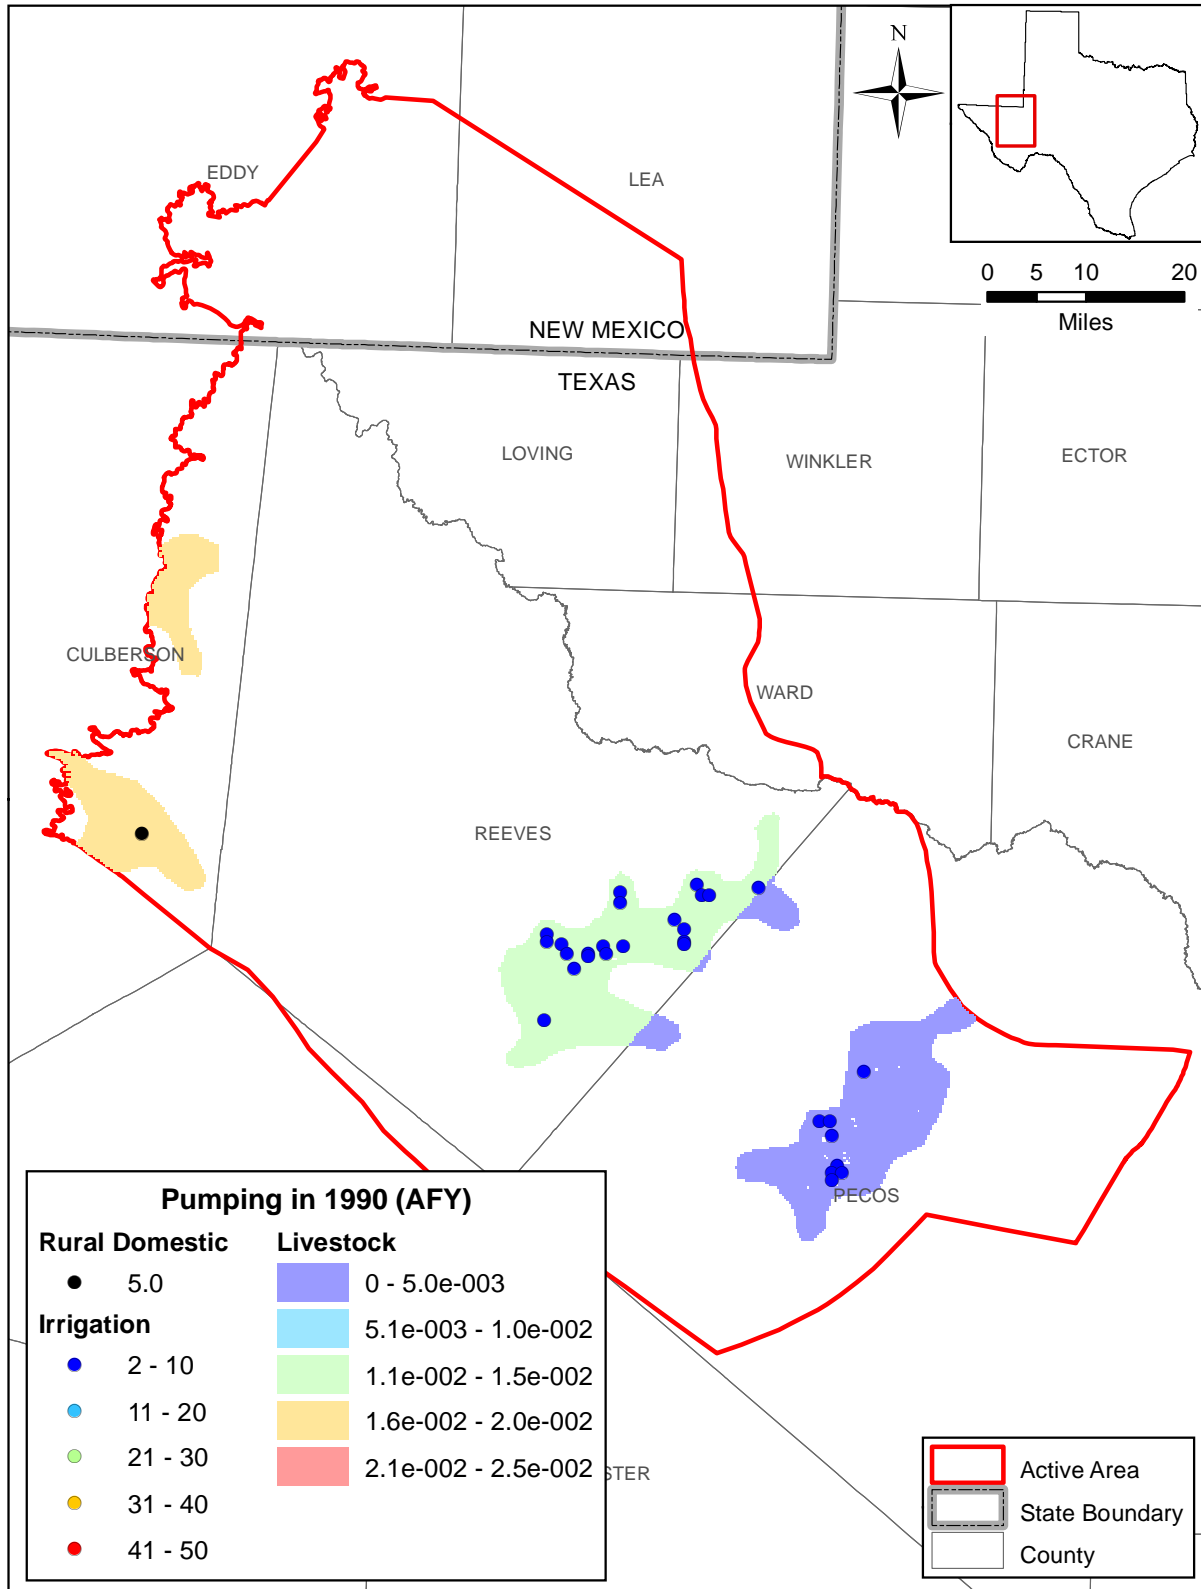 N
EDDY
LEA
0 5 10 20
Miles
NEW MEXICO
TEXAS
LOVING
WINKLER
ECTOR
CULBERSON
WARD
CRANE
REEVES
PECOS
Pumping in 1990 (AFY)
Rural Domestic
5.0
Irrigation
2 - 10
11 - 20
21 - 30
31 - 40
41 - 50
Livestock
0 - 5.0e-003
5.1e-003 - 1.0e-002
1.1e-002 - 1.5e-002
1.6e-002 - 2.0e-002
2.1e-002 - 2.5e-002
STER
Active Area
State Boundary
County